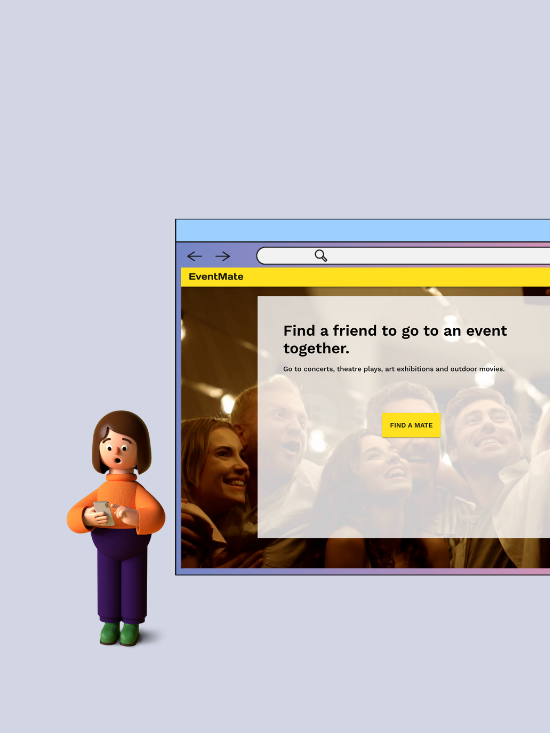 EventMate
Find a friend to go to an event
together.
Go to concerts, theatre plays, art exhibitions and outdoor movies.
FIND A MATE